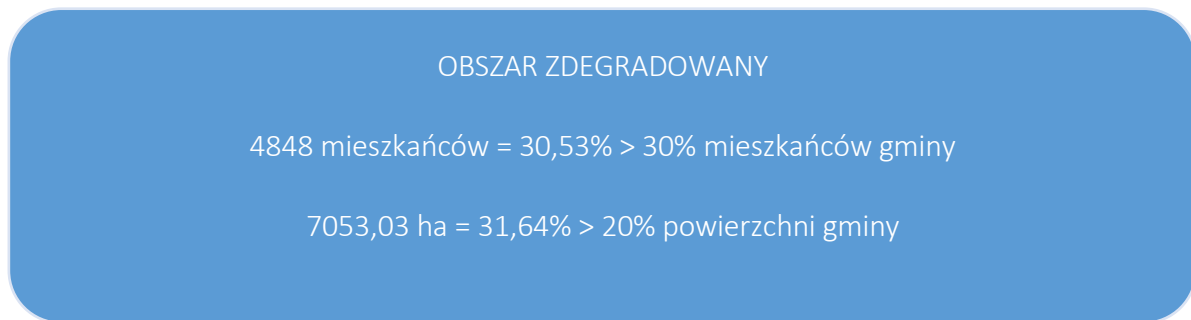 OBSZAR ZDEGRADOWANY
4848 mieszkańców = 30,53% > 30% mieszkańców gminy
7053,03 ha = 31,64% > 20% powierzchni gminy